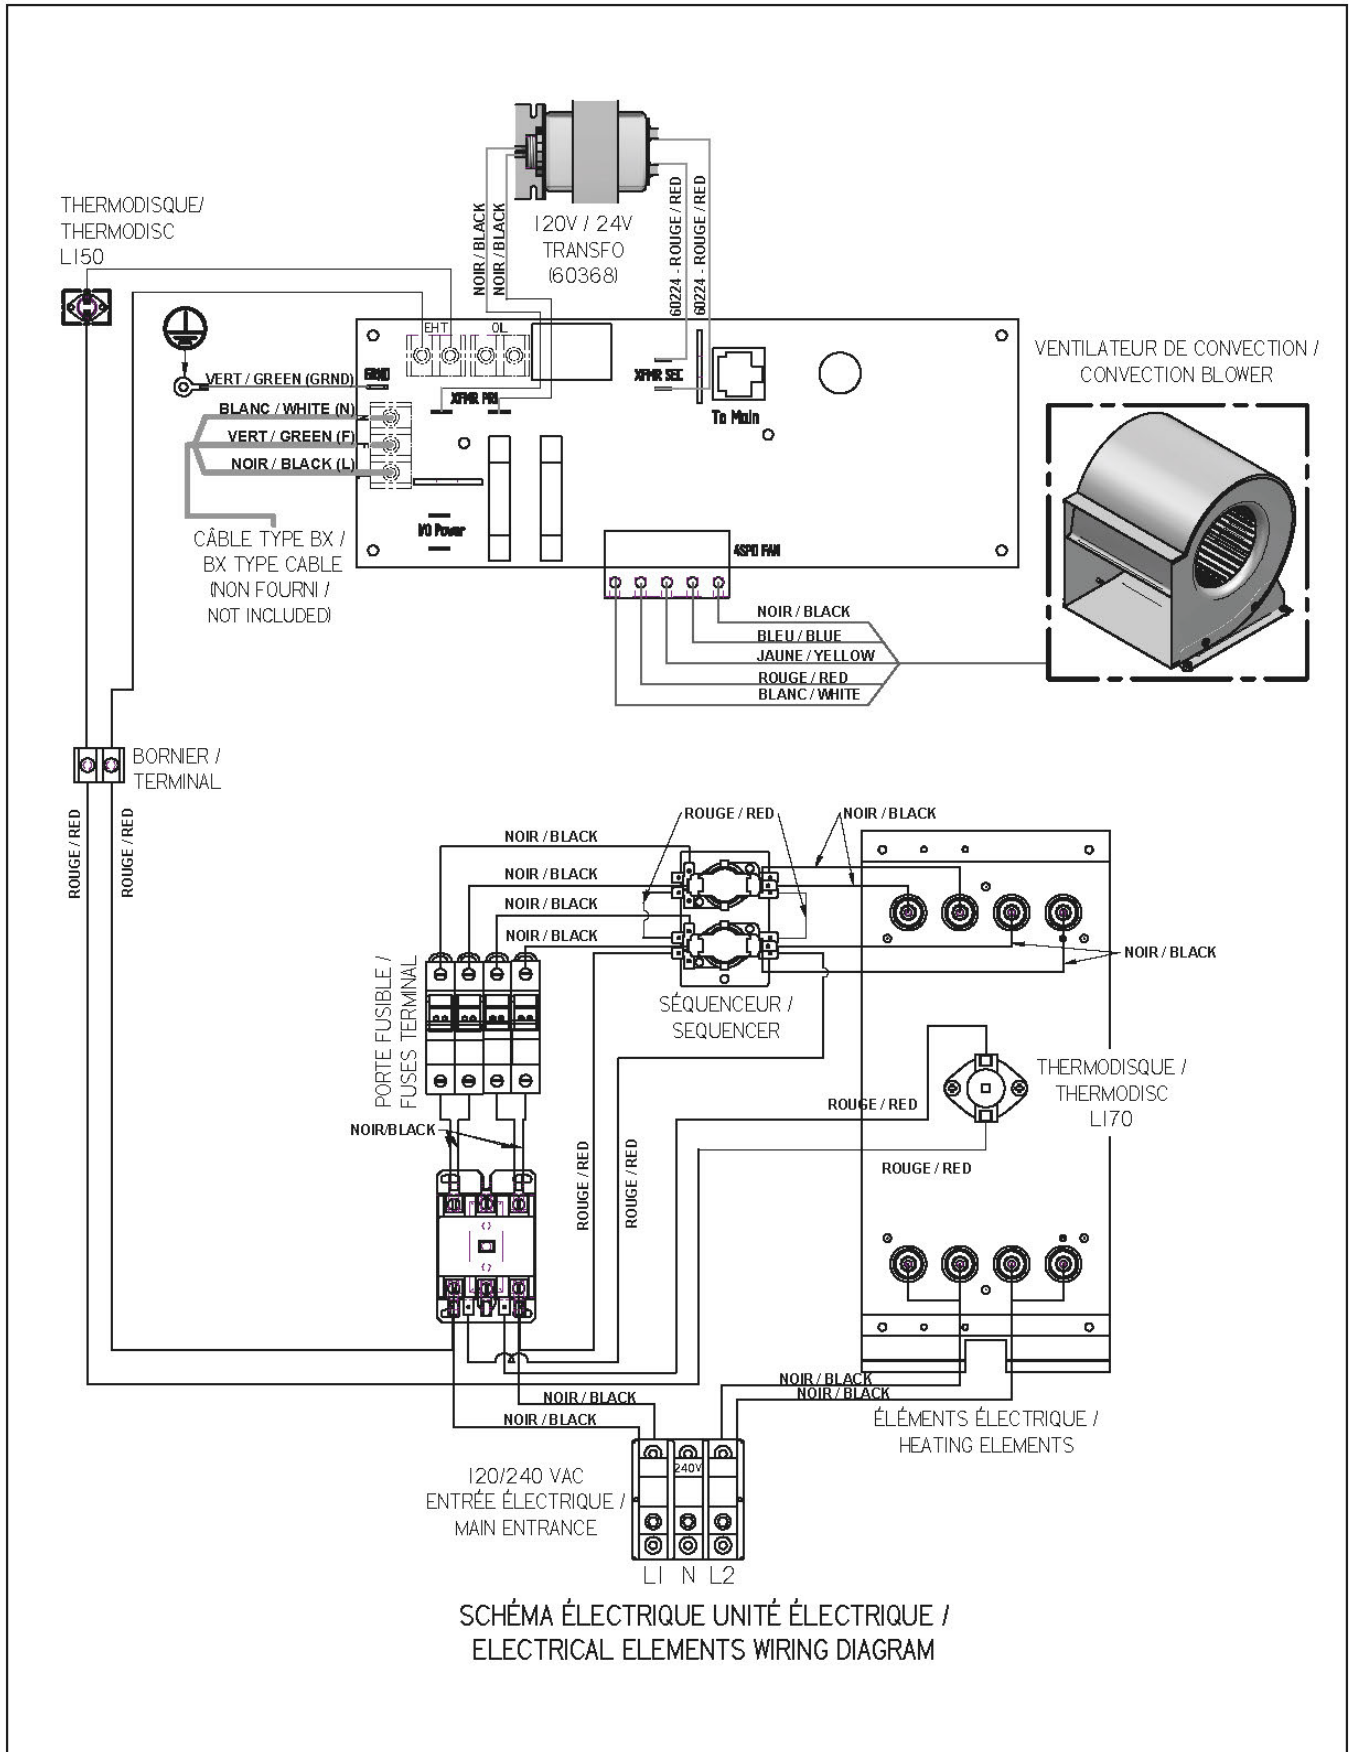 THERMODISQUE/
THERMODISC
L150
NOIR / BLACK
NOIR / BLACK
120V / 24V
TRANSFO
(60368)
60224 - ROUGE / RED
60224 - ROUGE / RED
EHT
OL
GRND
VERT / GREEN (GRND)
XFMR PRI
XFMR SEC
To Main
BLANC / WHITE (N)
N
VERT / GREEN (F)
F
NOIR / BLACK (L)
L
I/O Power
4SPD FAN
CÂBLE TYPE BX /
BX TYPE CABLE
(NON FOURNI /
NOT INCLUDED)
VENTILATEUR DE CONVECTION /
CONVECTION BLOWER
NOIR / BLACK
BLEU / BLUE
JAUNE / YELLOW
ROUGE / RED
BLANC / WHITE
BORNIER /
TERMINAL
ROUGE / RED
ROUGE / RED
NOIR / BLACK
NOIR / BLACK
NOIR / BLACK
NOIR / BLACK
ROUGE / RED
NOIR / BLACK
NOIR / BLACK
PORTE FUSIBLE /
FUSES TERMINAL
SÉQUENCEUR /
SEQUENCER
THERMODISQUE /
THERMODISC
L170
ROUGE / RED
ROUGE / RED
NOIR/BLACK
ROUGE / RED
ROUGE / RED
NOIR / BLACK
NOIR / BLACK
NOIR / BLACK
NOIR / BLACK
ÉLÉMENTS ÉLECTRIQUE /
HEATING ELEMENTS
120/240 VAC
ENTRÉE ÉLECTRIQUE /
MAIN ENTRANCE
240V
L1 N L2
SCHÉMA ÉLECTRIQUE UNITÉ ÉLECTRIQUE /
ELECTRICAL ELEMENTS WIRING DIAGRAM